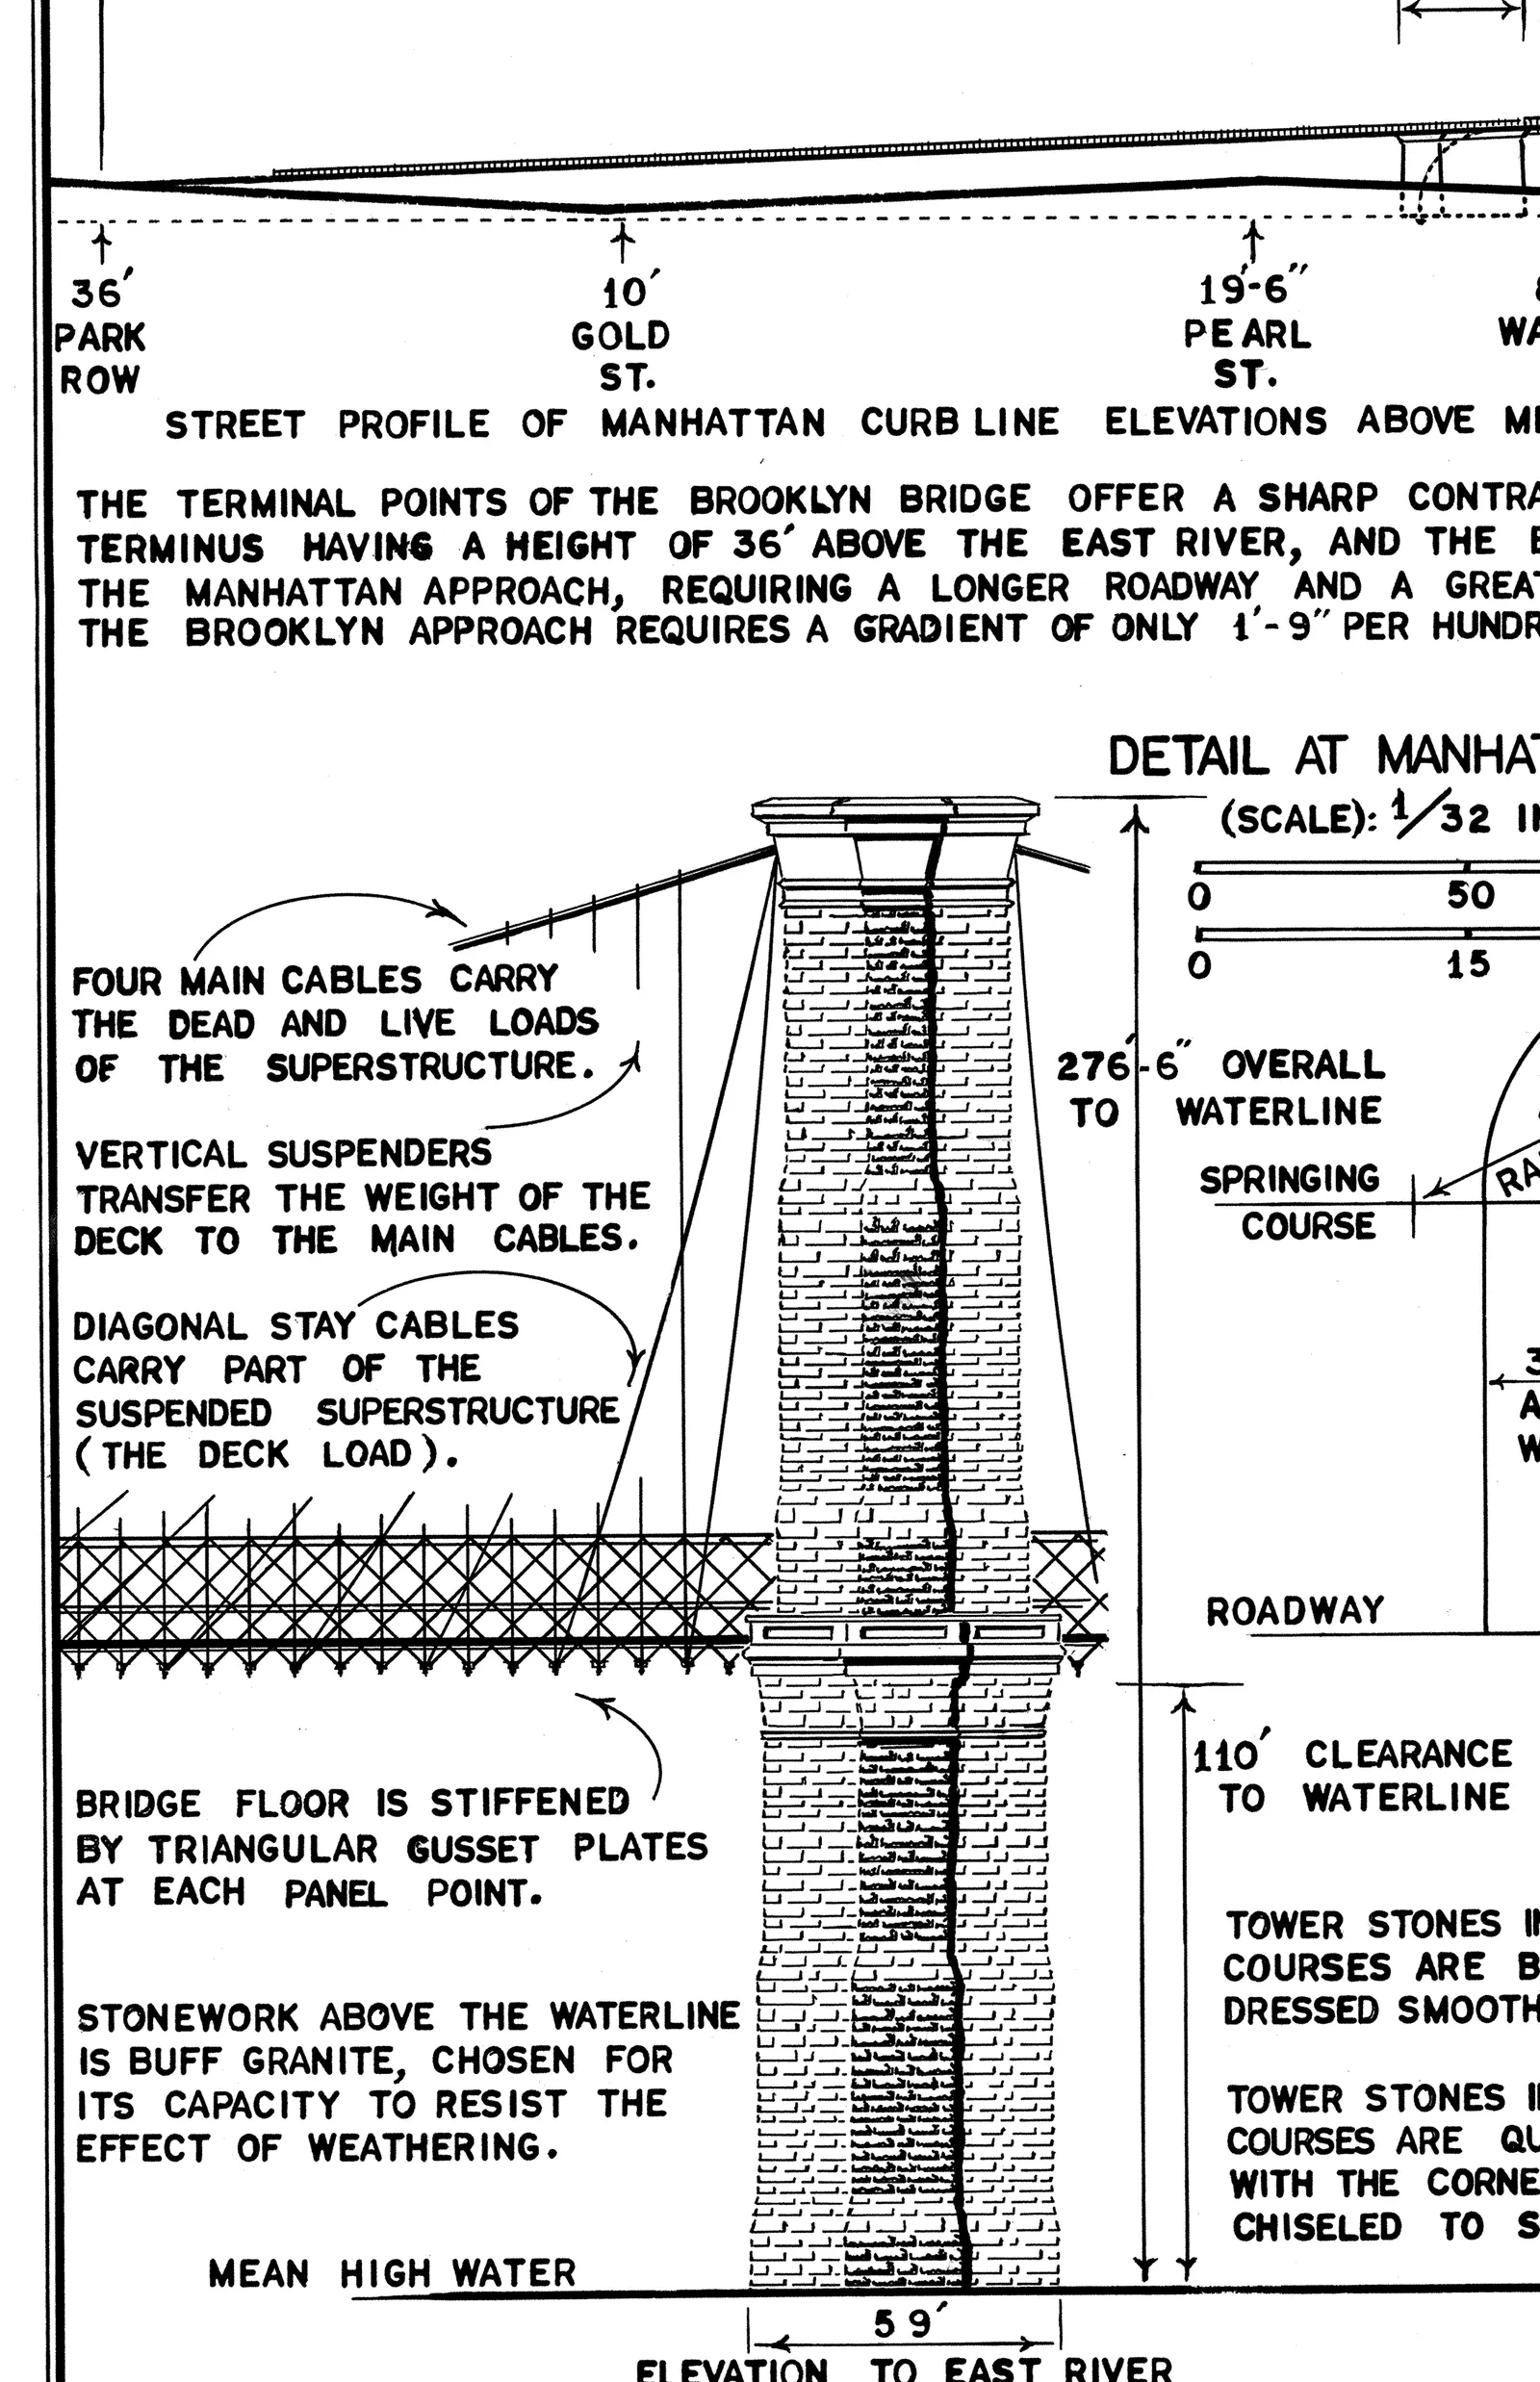 36' 10' 19'-6"
PARK GOLD PEARL
ROW ST. ST.
STREET PROFILE OF MANHATTAN CURB LINE ELEVATIONS ABOVE
THE TERMINAL POINTS OF THE BROOKLYN BRIDGE OFFER A SHARP
TERMINUS HAVING A HEIGHT OF 36' ABOVE THE EAST RIVER, AND THE
THE MANHATTAN APPROACH, REQUIRING A LONGER ROADWAY AND A
THE BROOKLYN APPROACH REQUIRES A GRADIENT OF ONLY 1'-9" PER
DETAIL AT
(SCALE): 1/32
0 50
0 15
FOUR MAIN CABLES CARRY
THE DEAD AND LIVE LOADS
OF THE SUPERSTRUCTURE.
276'-6" OVERALL
TO WATERLINE
VERTICAL SUSPENDERS
TRANSFER THE WEIGHT OF THE
DECK TO THE MAIN CABLES.
SPRINGING
COURSE
DIAGONAL STAY CABLES
CARRY PART OF THE
SUSPENDED SUPERSTRUCTURE
(THE DECK LOAD).
ROADWAY
110' CLEARANCE
TO WATERLINE
BRIDGE FLOOR IS STIFFENED
BY TRIANGULAR GUSSET PLATES
AT EACH PANEL POINT.
TOWER STONES
COURSES ARE
DRESSED SMOOTH
STONEWORK ABOVE THE WATERLINE
IS BUFF GRANITE, CHOSEN FOR
ITS CAPACITY TO RESIST THE
EFFECT OF WEATHERING.
TOWER STONES
COURSES ARE
WITH THE
CHISELED TO
MEAN HIGH WATER
59'
ELEVATION TO EAST RIVER